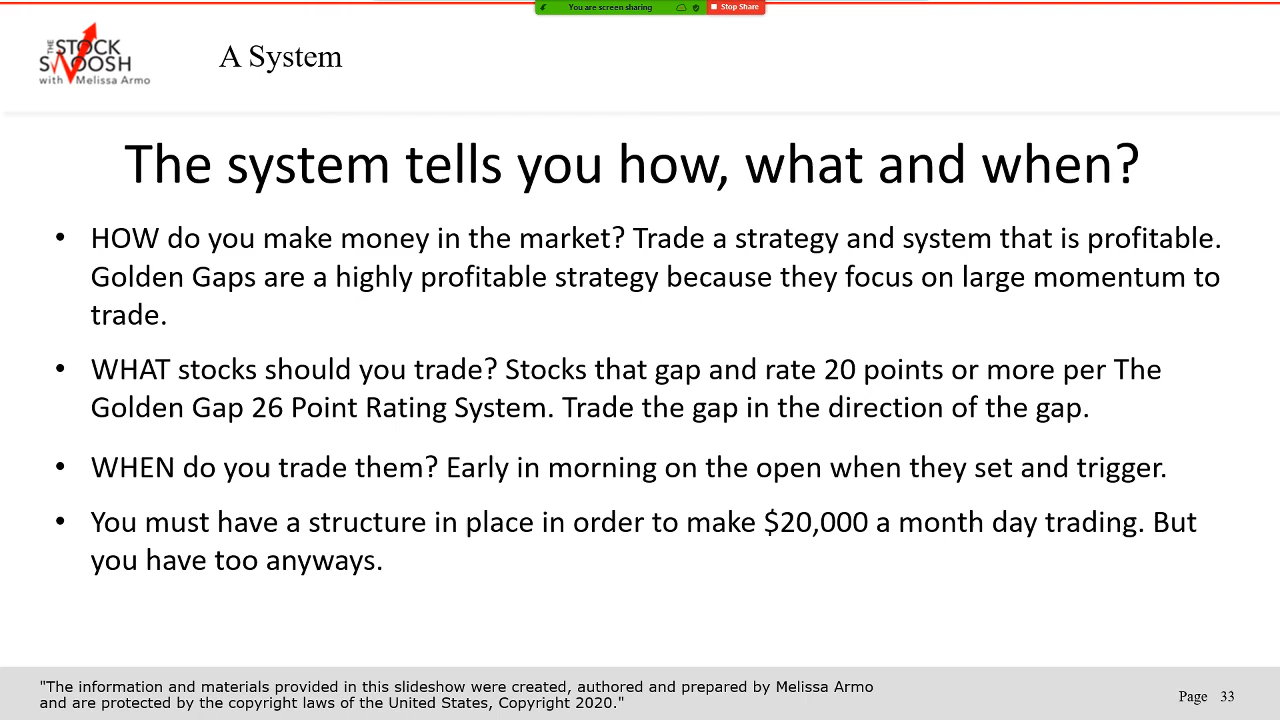 You are screen sharing
Stop Share
THE
STOCK
SWOOSH
with Melissa Armo
A System
The system tells you how, what and when?
• HOW do you make money in the market? Trade a strategy and system that is profitable.
Golden Gaps are a highly profitable strategy because they focus on large momentum to
trade.
• WHAT stocks should you trade? Stocks that gap and rate 20 points or more per The
Golden Gap 26 Point Rating System. Trade the gap in the direction of the gap.
• WHEN do you trade them? Early in morning on the open when they set and trigger.
• You must have a structure in place in order to make $20,000 a month day trading. But
you have too anyways.
"The information and materials provided in this slideshow were created, authored and prepared by Melissa Armo
and are protected by the copyright laws of the United States, Copyright 2020."
Page 33